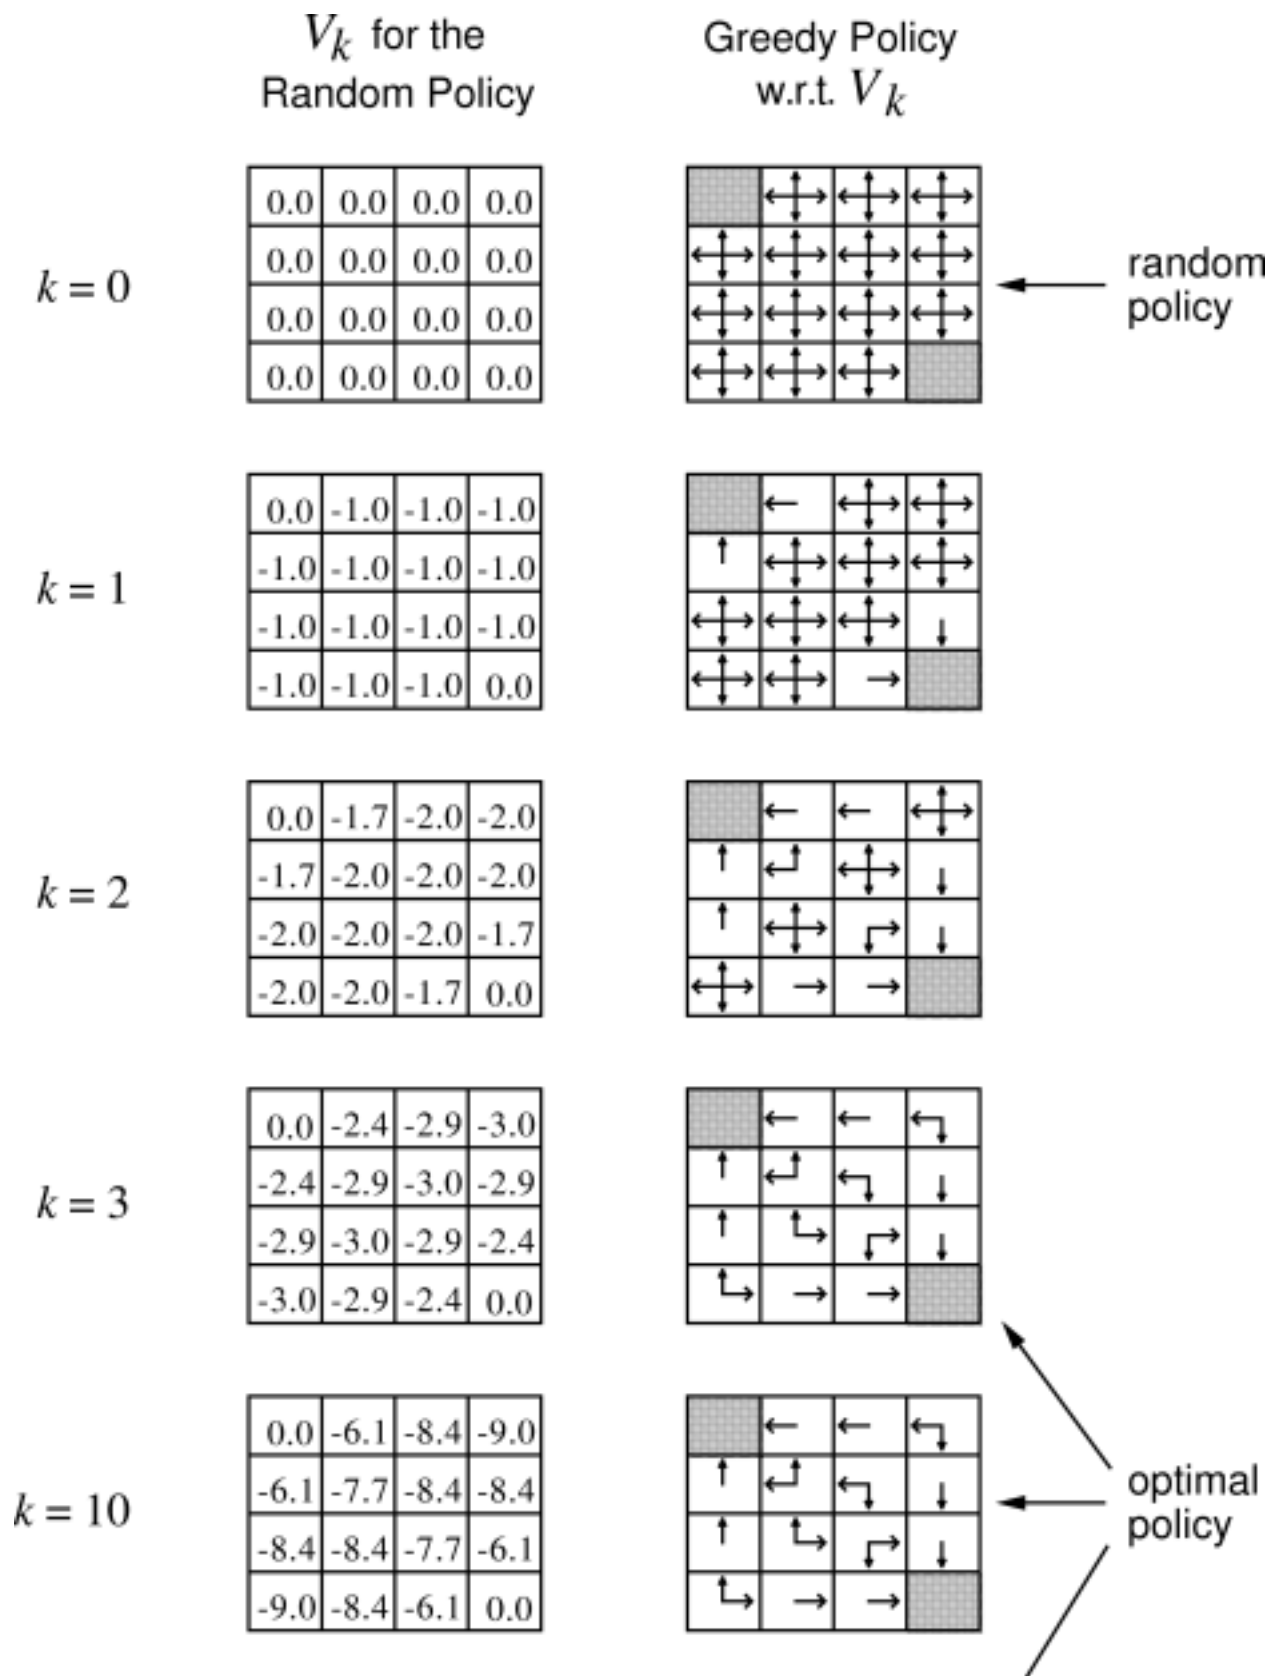 V_k for the
Random Policy
Greedy Policy
w.r.t. V_k
0.0 0.0 0.0 0.0
0.0 0.0 0.0 0.0
0.0 0.0 0.0 0.0
0.0 0.0 0.0 0.0
k = 0
random
policy
0.0 -1.0 -1.0 -1.0
-1.0 -1.0 -1.0 -1.0
-1.0 -1.0 -1.0 -1.0
-1.0 -1.0 -1.0 0.0
k = 1
0.0 -1.7 -2.0 -2.0
-1.7 -2.0 -2.0 -2.0
-2.0 -2.0 -2.0 -1.7
-2.0 -2.0 -1.7 0.0
k = 2
0.0 -2.4 -2.9 -3.0
-2.4 -2.9 -3.0 -2.9
-2.9 -3.0 -2.9 -2.4
-3.0 -2.9 -2.4 0.0
k = 3
0.0 -6.1 -8.4 -9.0
-6.1 -7.7 -8.4 -8.4
-8.4 -8.4 -7.7 -6.1
-9.0 -8.4 -6.1 0.0
k = 10
optimal
policy